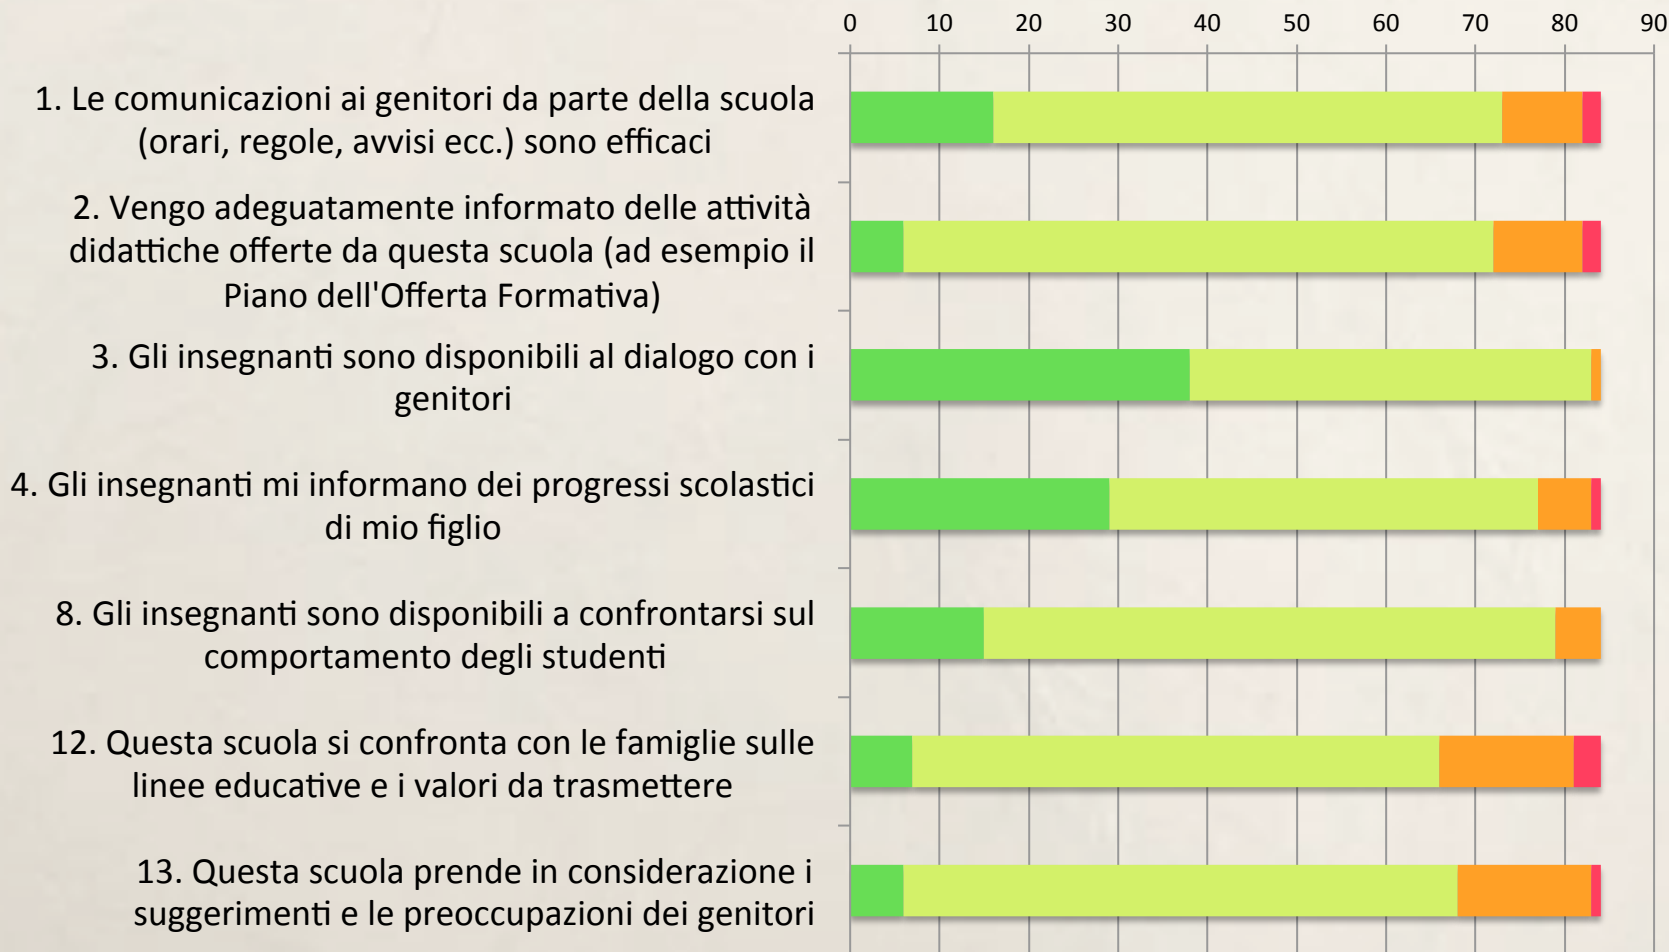 0 10 20 30 40 50 60 70 80 90
1. Le comunicazioni ai genitori da parte della scuola
(orari, regole, avvisi ecc.) sono efficaci
2. Vengo adeguatamente informato delle attività
didattiche offerte da questa scuola (ad esempio il
Piano dell'Offerta Formativa)
3. Gli insegnanti sono disponibili al dialogo con i
genitori
4. Gli insegnanti mi informano dei progressi scolastici
di mio figlio
8. Gli insegnanti sono disponibili a confrontarsi sul
comportamento degli studenti
12. Questa scuola si confronta con le famiglie sulle
linee educative e i valori da trasmettere
13. Questa scuola prende in considerazione i
suggerimenti e le preoccupazioni dei genitori